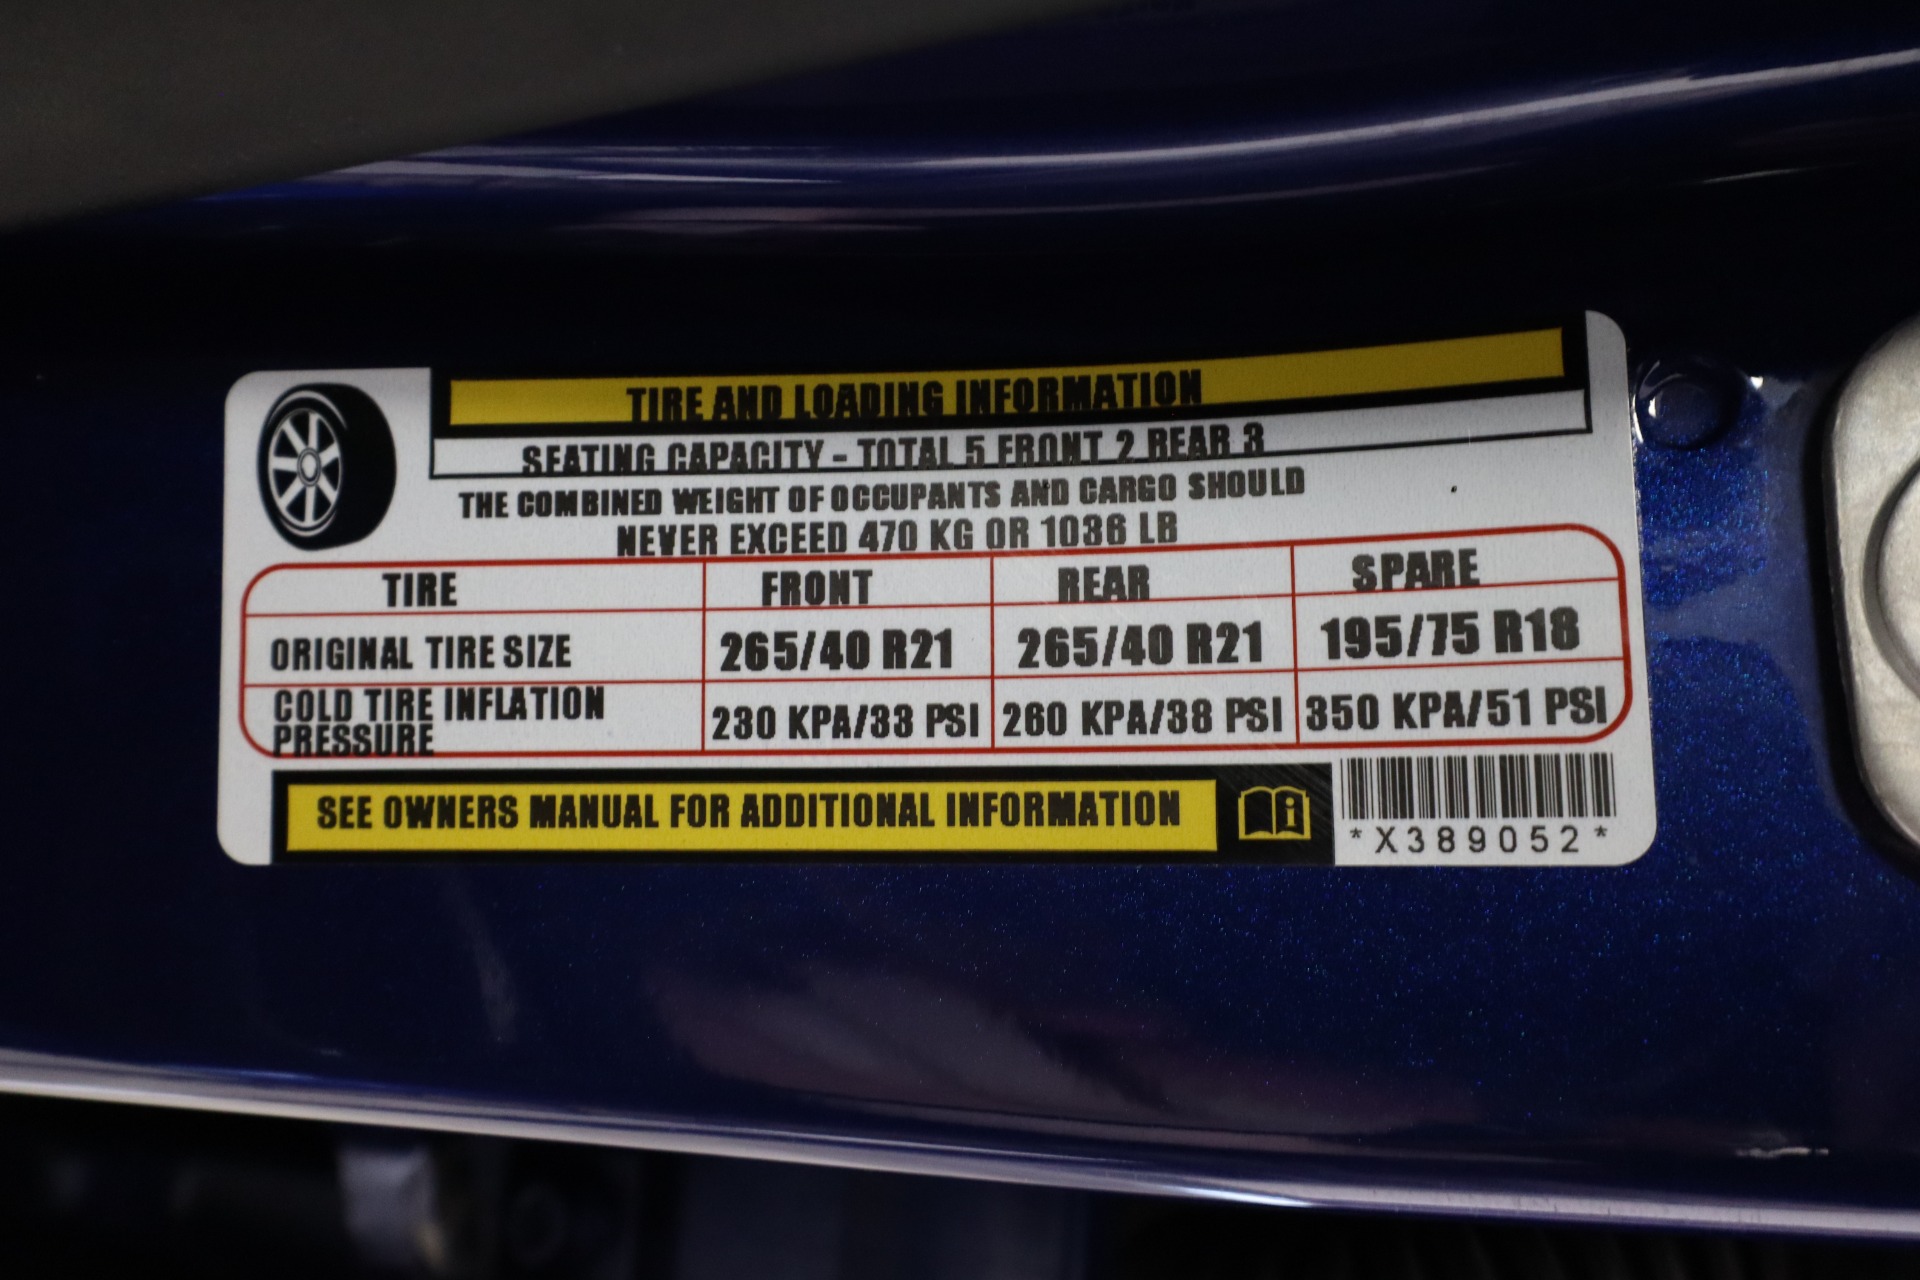 TIRE AND LOADING INFORMATION
SEATING CAPACITY - TOTAL 5 FRONT 2 REAR 3
THE COMBINED WEIGHT OF OCCUPANTS AND CARGO SHOULD
NEVER EXCEED 470 KG OR 1036 LB
TIRE FRONT REAR SPARE
ORIGINAL TIRE SIZE 265/40 R21 265/40 R21 195/75 R18
COLD TIRE INFLATION
PRESSURE 230 KPA/33 PSI 260 KPA/38 PSI 350 KPA/51 PSI
SEE OWNERS MANUAL FOR ADDITIONAL INFORMATION
*X389052*